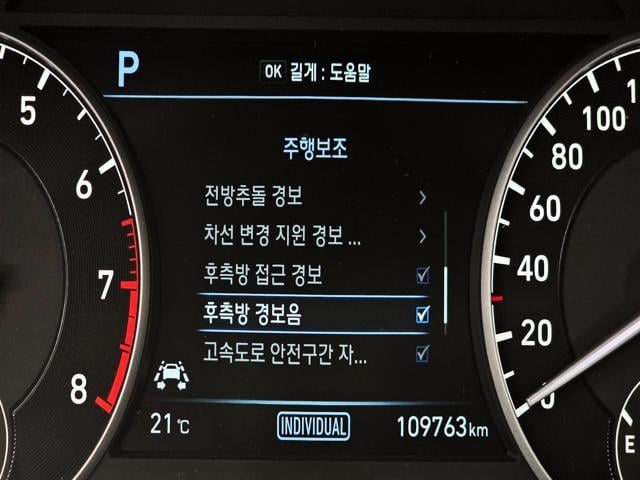 P
OK 길게 : 도움말
주행보조
전방추돌 경보
차선 변경 지원 경보 ...
후측방 접근 경보
후측방 경보음
고속도로 안전구간 자...
21 ℃
INDIVIDUAL
109763 km
5
6
7
8
100
80
60
40
20
0
E